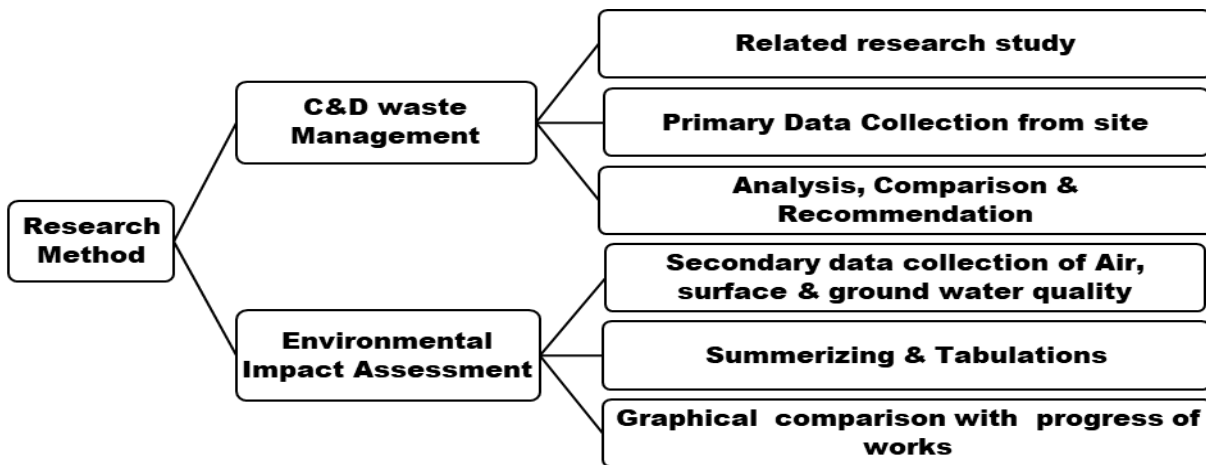 Research
Method
C&D waste
Management
Related research study
Primary Data Collection from site
Analysis, Comparison &
Recommendation
Environmental
Impact Assessment
Secondary data collection of Air,
surface & ground water quality
Summerizing & Tabulations
Graphical comparison with progress of
works